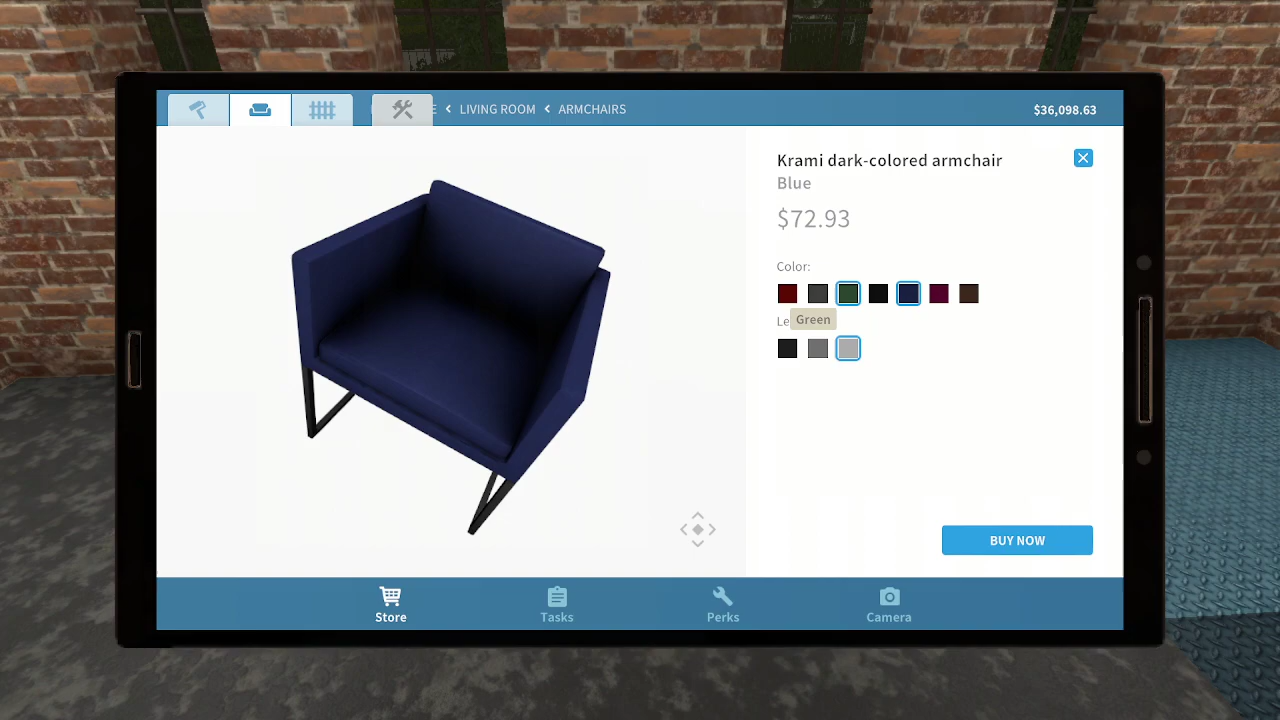 E < LIVING ROOM < ARMCHAIRS
$36,098.63
Krami dark-colored armchair
Blue
$72.93
Color:
Le
Green
BUY NOW
Store
Tasks
Perks
Camera